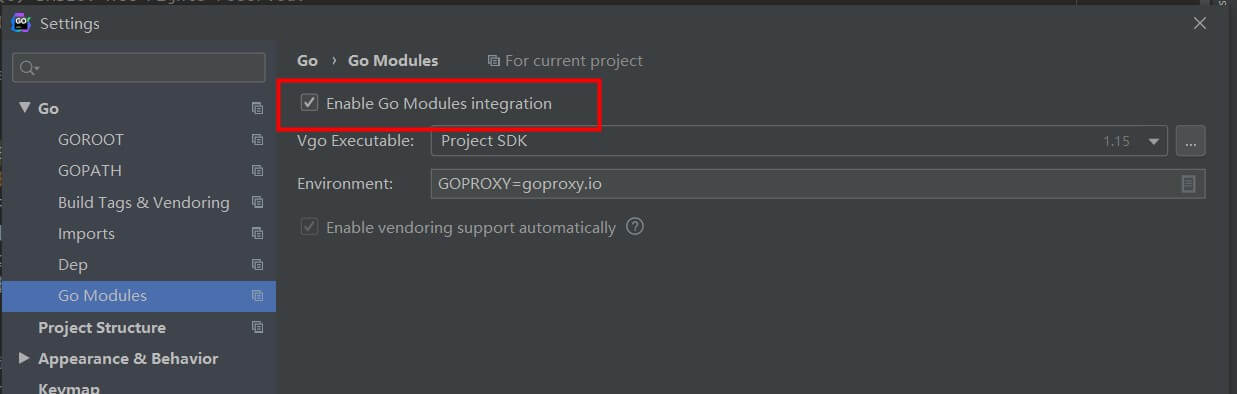 Settings
Go › Go Modules For current project
Enable Go Modules integration
Go
GOROOT
GOPATH
Build Tags & Vendoring
Imports
Dep
Go Modules
Project Structure
Appearance & Behavior
Keymap
Vgo Executable: Project SDK 1.15 ...
Environment: GOPROXY=goproxy.io
Enable vendoring support automatically ?